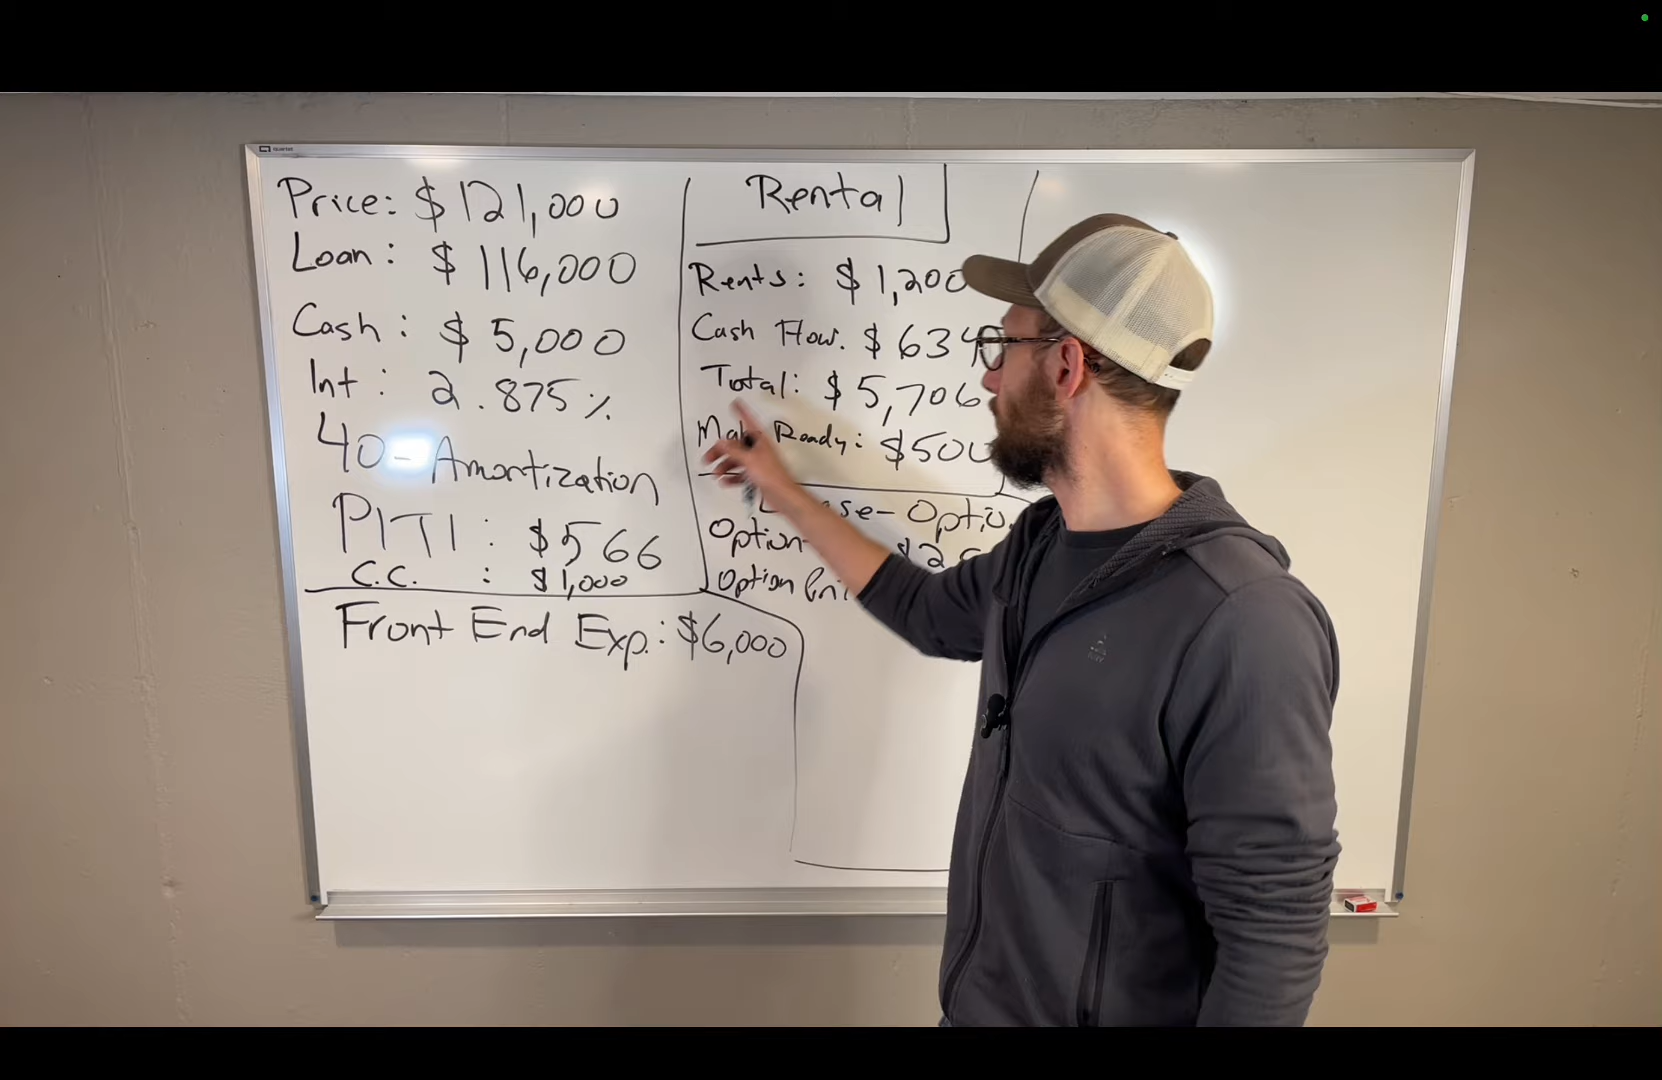 Price: $121,000
Loan: $116,000
Cash: $5,000
Int: 2.875%
40-Amortization
PITI: $566
C.C. : $1,000
Front End Exp.: $6,000
Rental
Rents: $1,200
Cash Flow. $634
Total: $5,706
Ready: $500
Option
Option